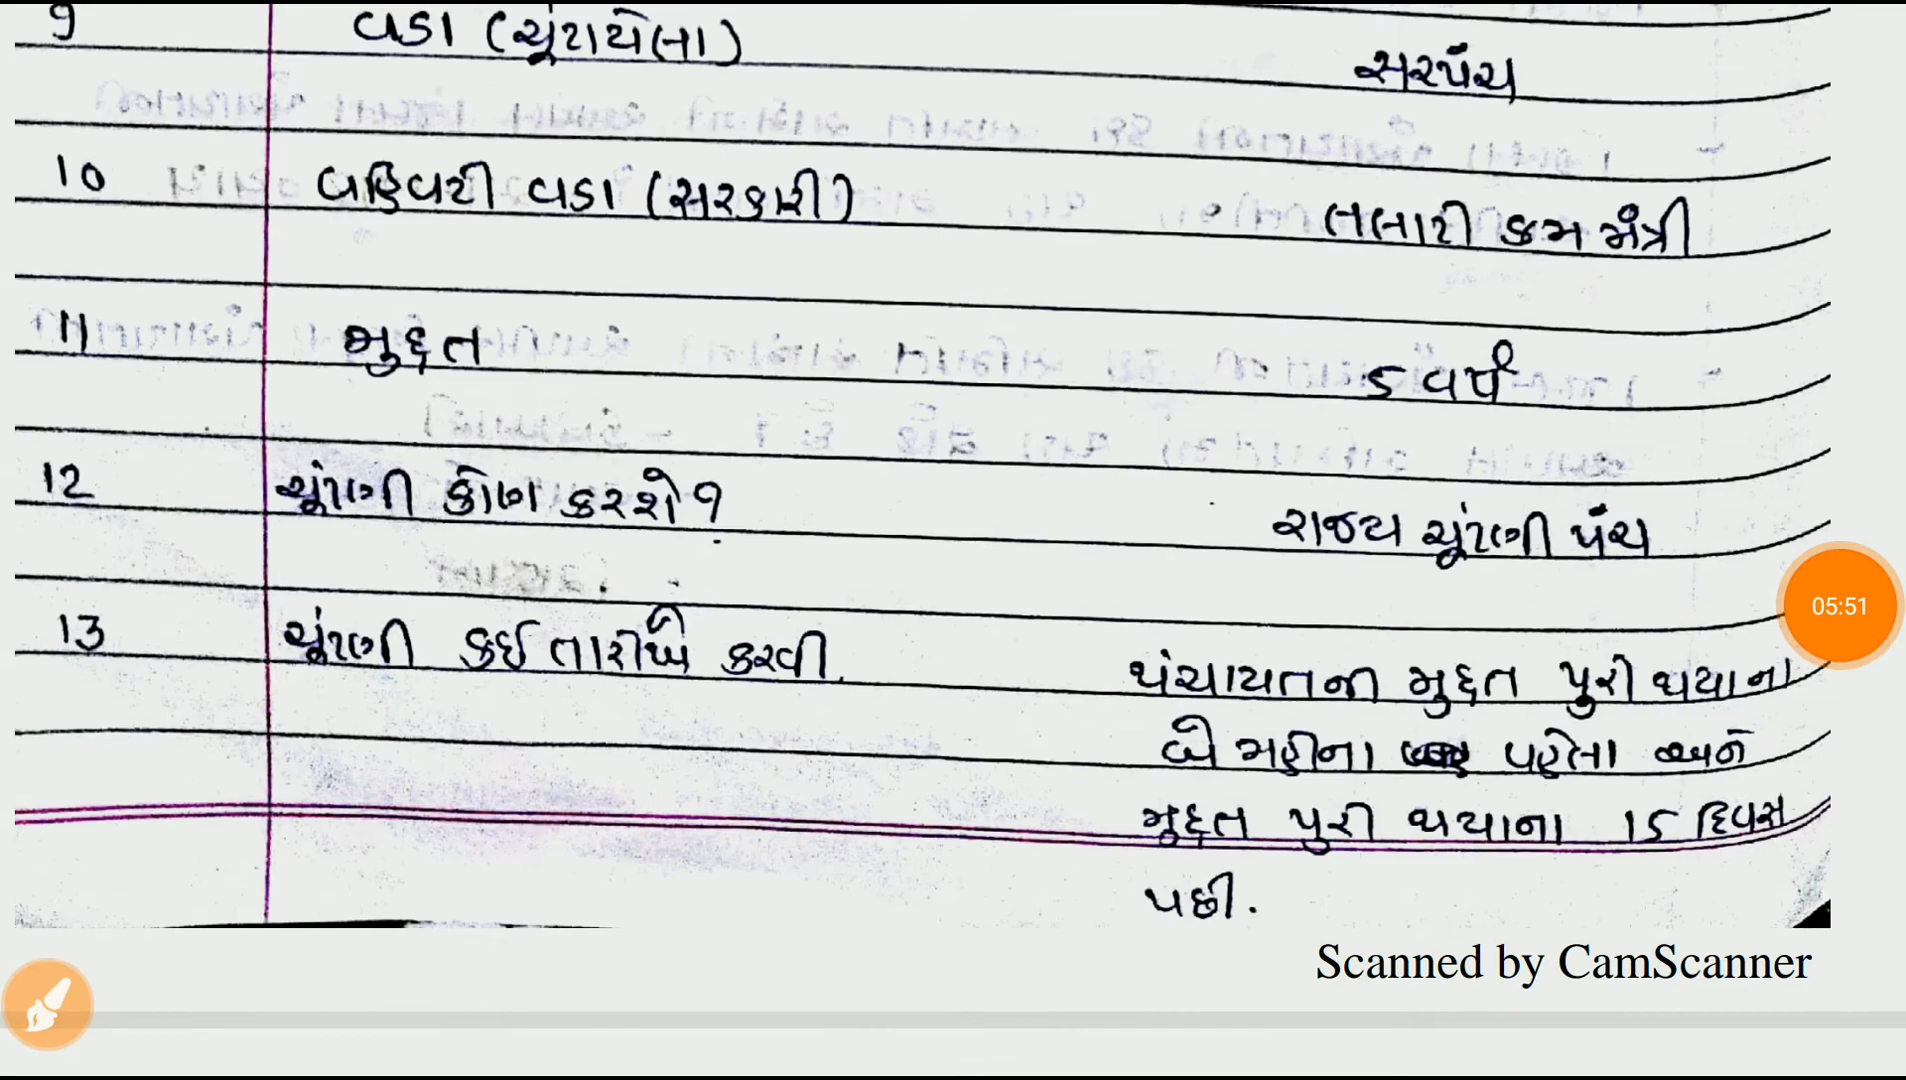 9 વડા (ચૂંટાયેલા) સરપંચ
10 વહિવટી વડા (સરકારી) તલાટી કમ મંત્રી
11 મુદ્દત 5 વર્ષ
12 ચૂંટણી કોણ કરશે? રાજ્ય ચૂંટણી પંચ
13 ચૂંટણી કઈ તારીખે કરવી. પંચાયતની મુદ્દત પુરી થયાના
બે મહીના પહેલા અને
મુદ્દત પુરી થયાના 15 દિવસ
પછી.
05:51
Scanned by CamScanner